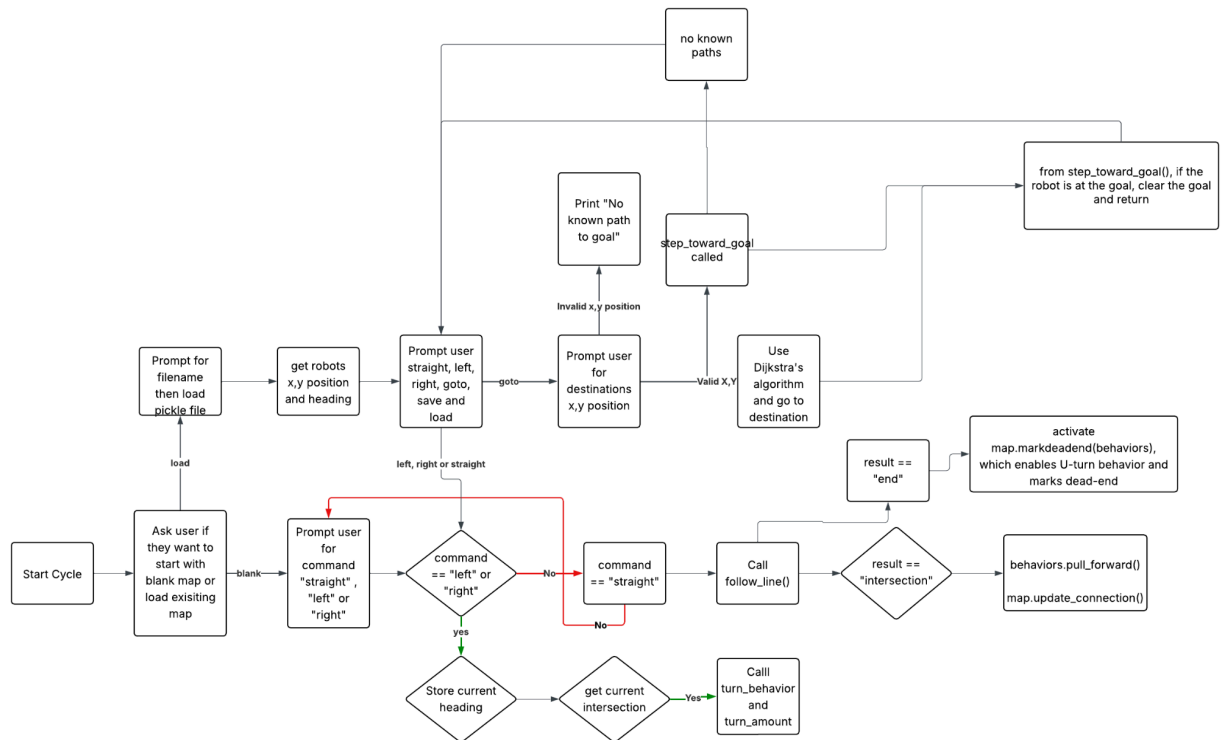 no known
paths
from step_toward_goal(), if the
robot is at the goal, clear the goal
and return
Print "No
known path
to goal"
step_toward_goal
called
Invalid x,y position
Prompt for
filename
then load
pickle file
get robots
x,y position
and heading
Prompt user
straight, left,
right, goto,
save and
load
goto
Prompt user
for
destinations
x,y position
Valid X,Y
Use
Dijkstra's
algorithm
and go to
destination
load
left, right or straight
result ==
"end"
activate
map.markdeadend(behaviors),
which enables U-turn behavior and
marks dead-end
Start Cycle
Ask user if
they want to
start with
blank map or
load exisiting
map
blank
Prompt user
for
command
"straight" ,
"left" or
"right"
command
== "left" or
"right"
No
command
== "straight"
No
Call
follow_line()
result ==
"intersection"
behaviors.pull_forward()
map.update_connection()
yes
Store current
heading
get current
intersection
Yes
Calll
turn_behavior
and
turn_amount